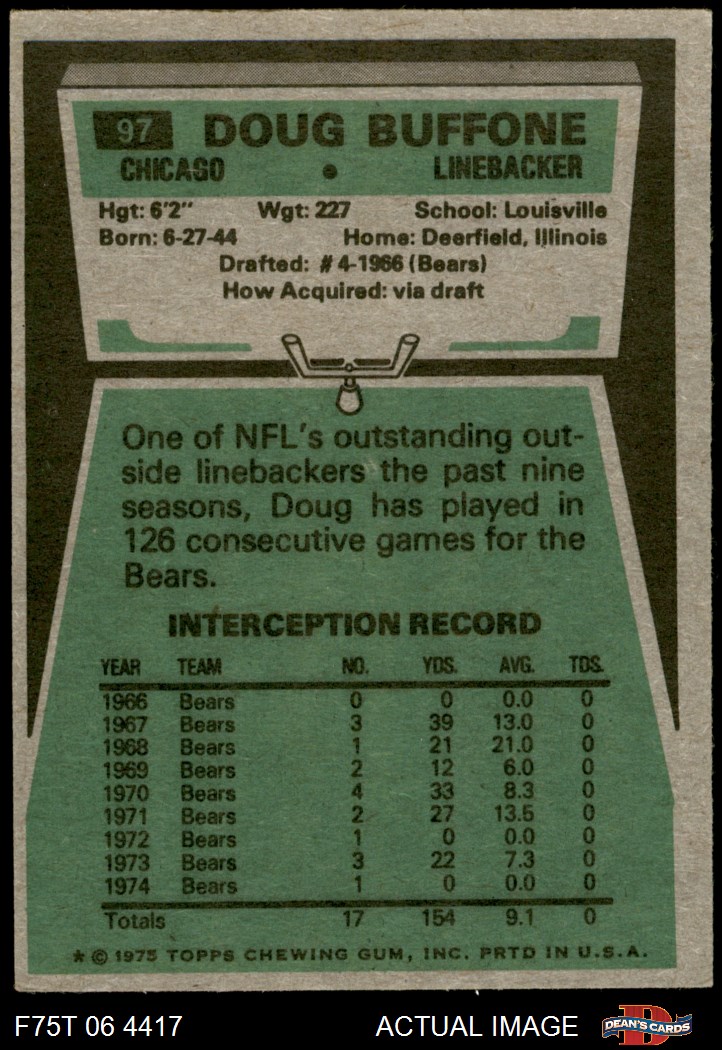 97 DOUG BUFFONE
CHICAGO • LINEBACKER
Hgt: 6'2" Wgt: 227 School: Louisville
Born: 6-27-44 Home: Deerfield, Illinois
Drafted: #4-1966 (Bears)
How Acquired: via draft
One of NFL's outstanding out-
side linebackers the past nine
seasons, Doug has played in
126 consecutive games for the
Bears.
INTERCEPTION RECORD
YEAR TEAM NO. YDS. AVG. TDS.
1966 Bears 0 0 0.0 0
1967 Bears 3 39 13.0 0
1968 Bears 1 21 21.0 0
1969 Bears 2 12 6.0 0
1970 Bears 4 33 8.3 0
1971 Bears 2 27 13.5 0
1972 Bears 1 0 0.0 0
1973 Bears 3 22 7.3 0
1974 Bears 1 0 0.0 0
Totals 17 154 9.1 0
* © 1975 TOPPS CHEWING GUM, INC. PRTD IN U.S.A.
F75T 06 4417 ACTUAL IMAGE D DEAN'S CARDS